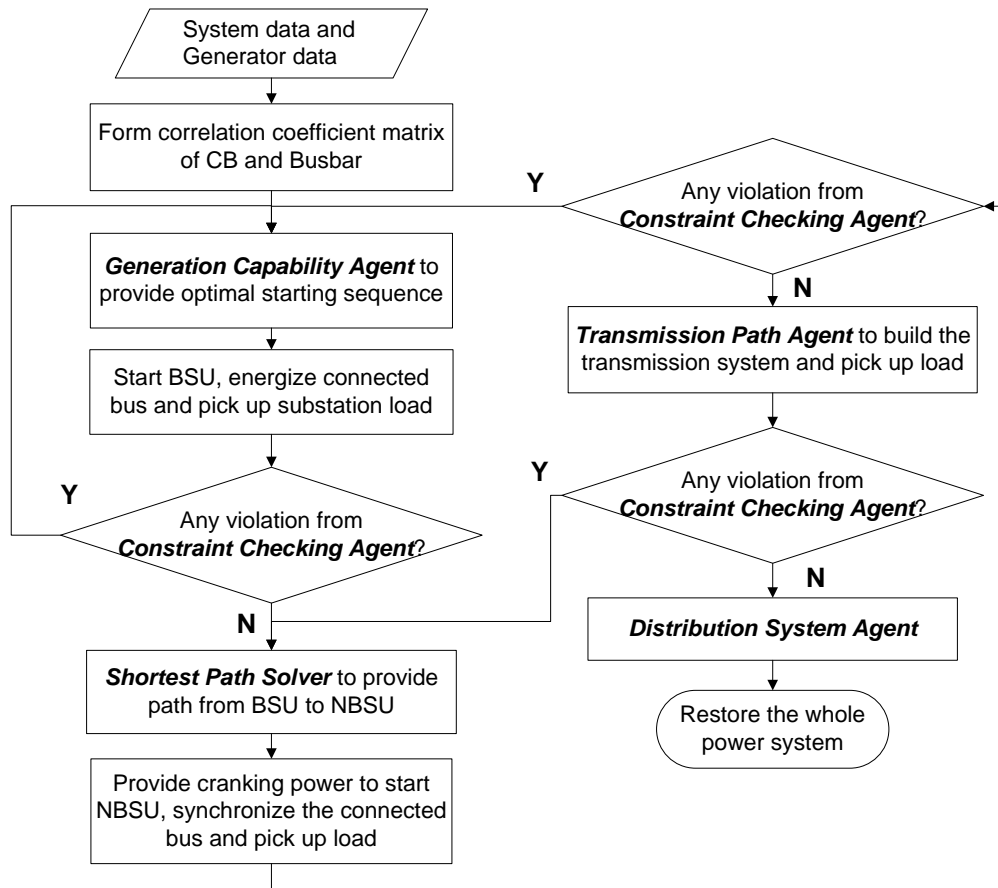 System data and
Generator data
Form correlation coefficient matrix
of CB and Busbar
Generation Capability Agent to
provide optimal starting sequence
Start BSU, energize connected
bus and pick up substation load
Y
Any violation from
Constraint Checking Agent?
N
Shortest Path Solver to provide
path from BSU to NBSU
Provide cranking power to start
NBSU, synchronize the connected
bus and pick up load
Y
Any violation from
Constraint Checking Agent?
N
Transmission Path Agent to build the
transmission system and pick up load
Y
Any violation from
Constraint Checking Agent?
N
Distribution System Agent
Restore the whole
power system